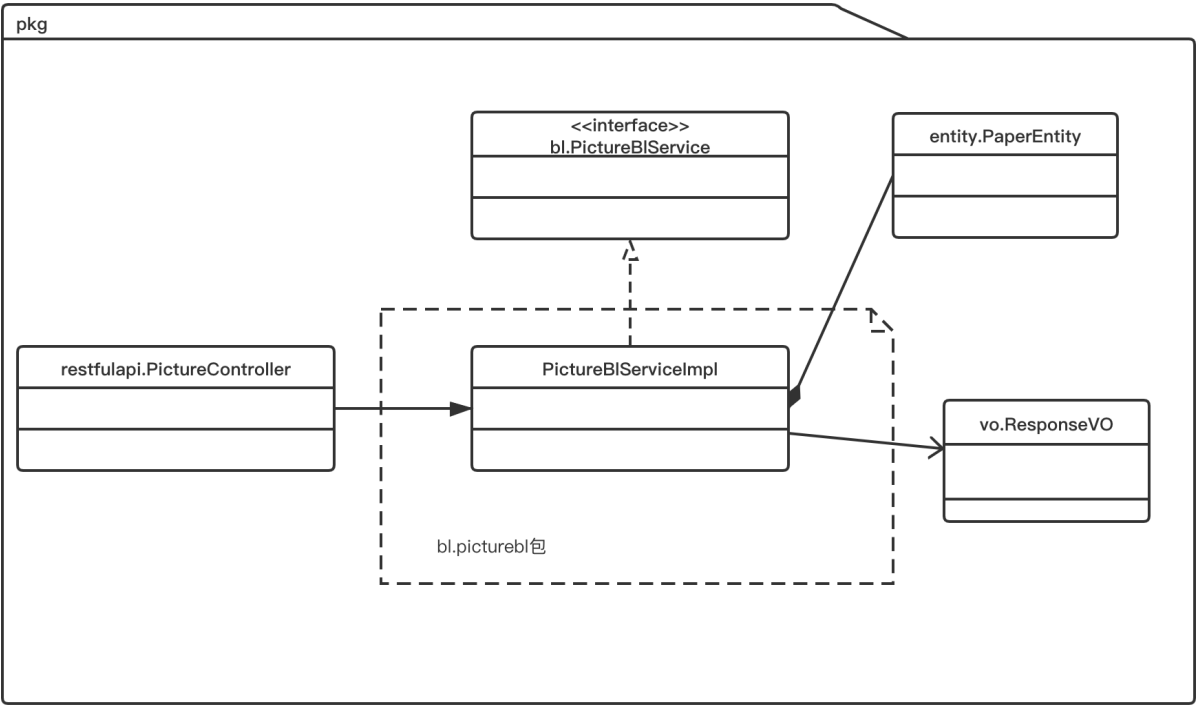 pkg
<<interface>>
bl.PictureBlService
entity.PaperEntity
restfulapi.PictureController
PictureBlServiceImpl
vo.ResponseVO
bl.picturebl包